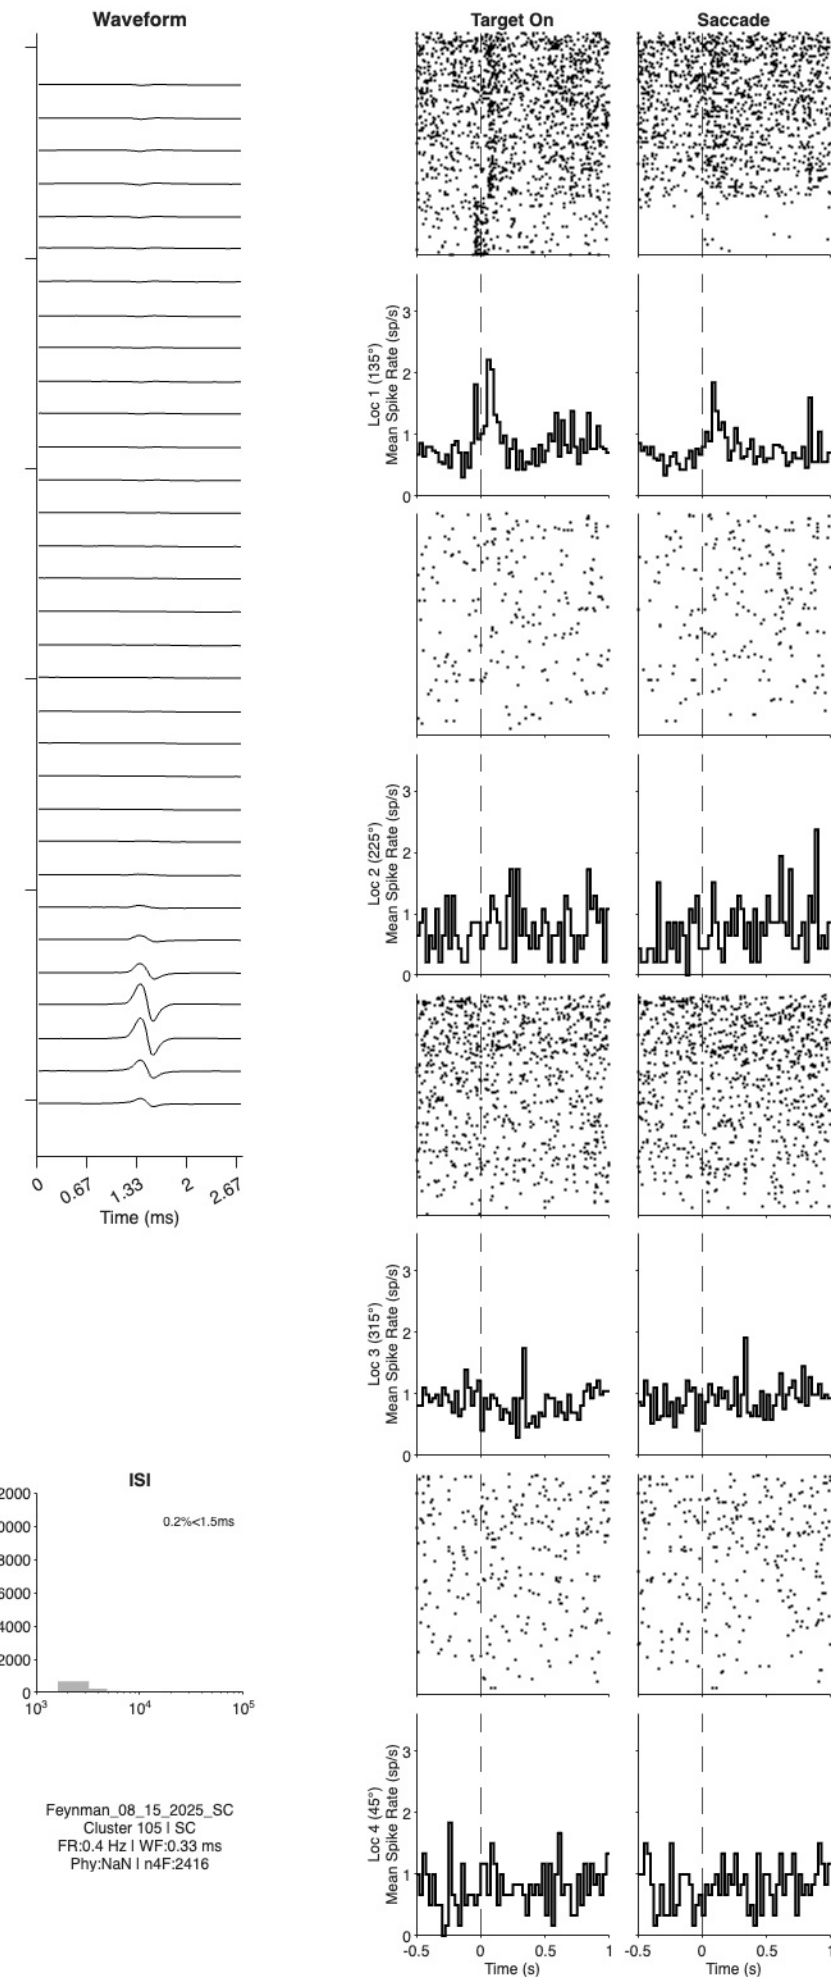 Waveform
0
0.67
1.33
2
2.67
Time (ms)
ISI
2000
0000
8000
6000
4000
2000
0
0.2%<1.5ms
10³
10⁴
10⁵
Feynman_08_15_2025_SC
Cluster 105 | SC
FR:0.4 Hz | WF:0.33 ms
Phy:NaN | n4F:2416
Target On
Saccade
Loc 1 (135°)
Mean Spike Rate (sp/s)
3
2
1
0
Loc 2 (225°)
Mean Spike Rate (sp/s)
3
2
1
0
Loc 3 (315°)
Mean Spike Rate (sp/s)
3
2
1
0
Loc 4 (45°)
Mean Spike Rate (sp/s)
3
2
1
0
-0.5
0
0.5
1
Time (s)
-0.5
0
0.5
1
Time (s)